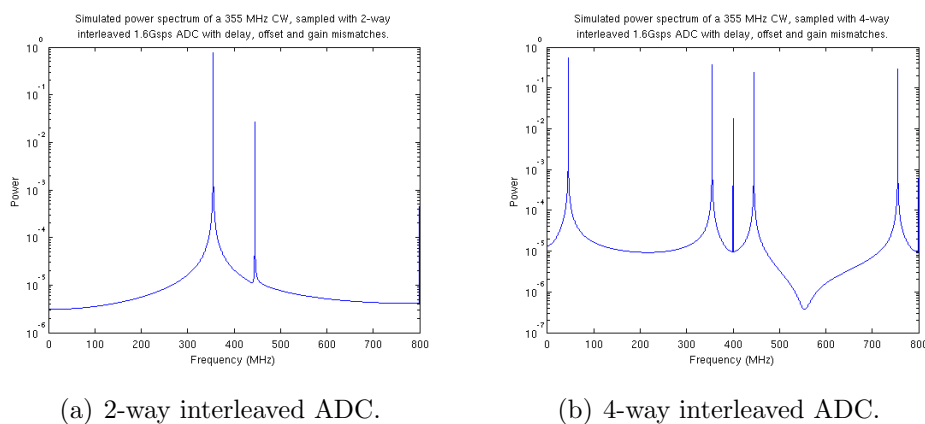 Simulated power spectrum of a 355 MHz CW, sampled with 2-way
interleaved 1.6Gsps ADC with delay, offset and gain mismatches.
10^0
10^-1
10^-2
10^-3
10^-4
10^-5
10^-6
Power
0 100 200 300 400 500 600 700 800
Frequency (MHz)
(a) 2-way interleaved ADC.
Simulated power spectrum of a 355 MHz CW, sampled with 4-way
interleaved 1.6Gsps ADC with delay, offset and gain mismatches.
10^0
10^-1
10^-2
10^-3
10^-4
10^-5
10^-6
10^-7
Power
0 100 200 300 400 500 600 700 800
Frequency (MHz)
(b) 4-way interleaved ADC.